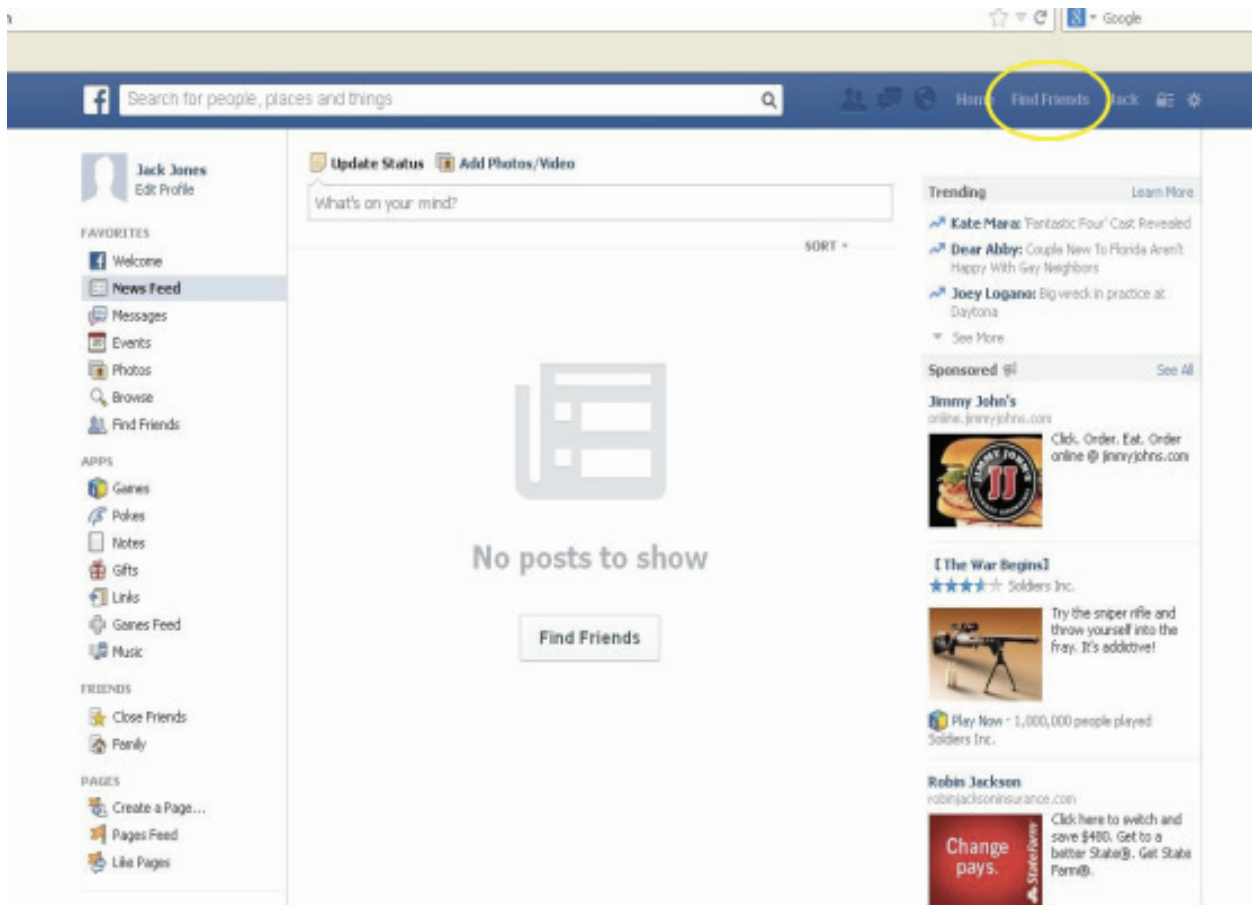 Google
f
Search for people, places and things
Home Find Friends Jack
Jack Jones
Edit Profile
FAVORITES
Welcome
News Feed
Messages
Events
Photos
Browse
Find Friends
APPS
Games
Pokes
Notes
Gifts
Links
Games Feed
Music
FRIENDS
Close Friends
Family
PAGES
Create a Page...
Pages Feed
Like Pages
Update Status Add Photos/Video
What's on your mind?
SORT
No posts to show
Find Friends
Trending Learn More
Kate Mara: 'Fantastic Four' Cast Revealed
Dear Abby: Couple New To Florida Aren't
Happy With Gay Neighbors
Joey Logano: Big wreck in practice at
Daytona
See More
Sponsored See All
Jimmy John's
online.jimmyjohns.com
Click. Order. Eat. Order
online @ jimmyjohns.com
JIMMY JOHN'S
JJ
【The War Begins】
Soldiers Inc.
Try the sniper rifle and
throw yourself into the
fray. It's addictive!
Play Now · 1,000,000 people played
Soldiers Inc.
Robin Jackson
robinjacksoninsurance.com
Change
pays.
StateFarm
Click here to switch and
save $480. Get to a
better State®. Get State
Farm®.